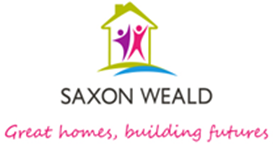 SAXON WEALD
Great homes, building futures